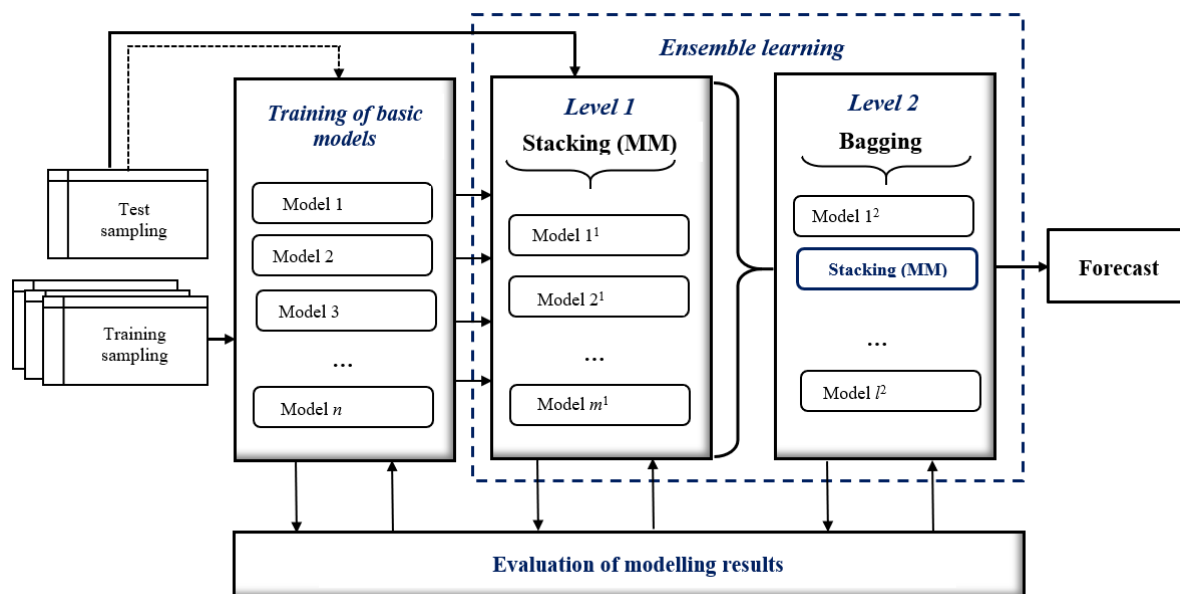 Ensemble learning
Test
sampling
Training
sampling
Training of basic
models
Model 1
Model 2
Model 3
...
Model n
Level 1
Stacking (MM)
Model 1¹
Model 2¹
...
Model m¹
Level 2
Bagging
Model 1²
Stacking (MM)
...
Model l²
Forecast
Evaluation of modelling results